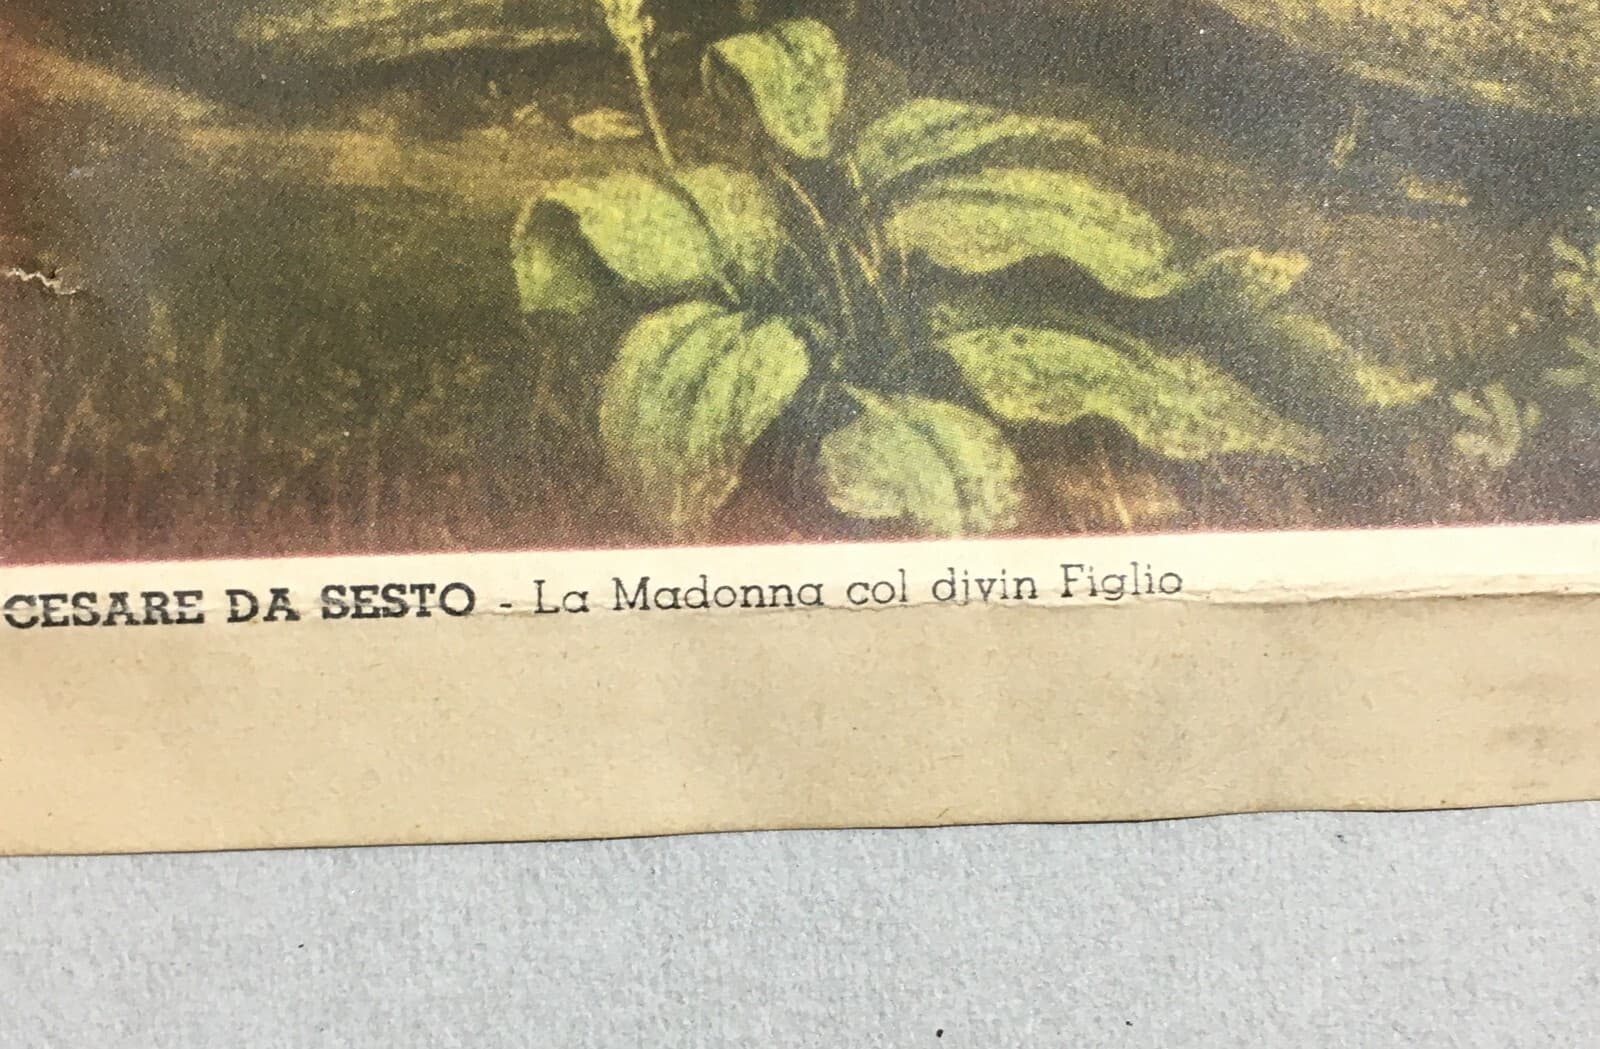 CESARE DA SESTO - La Madonna col divin Figlio